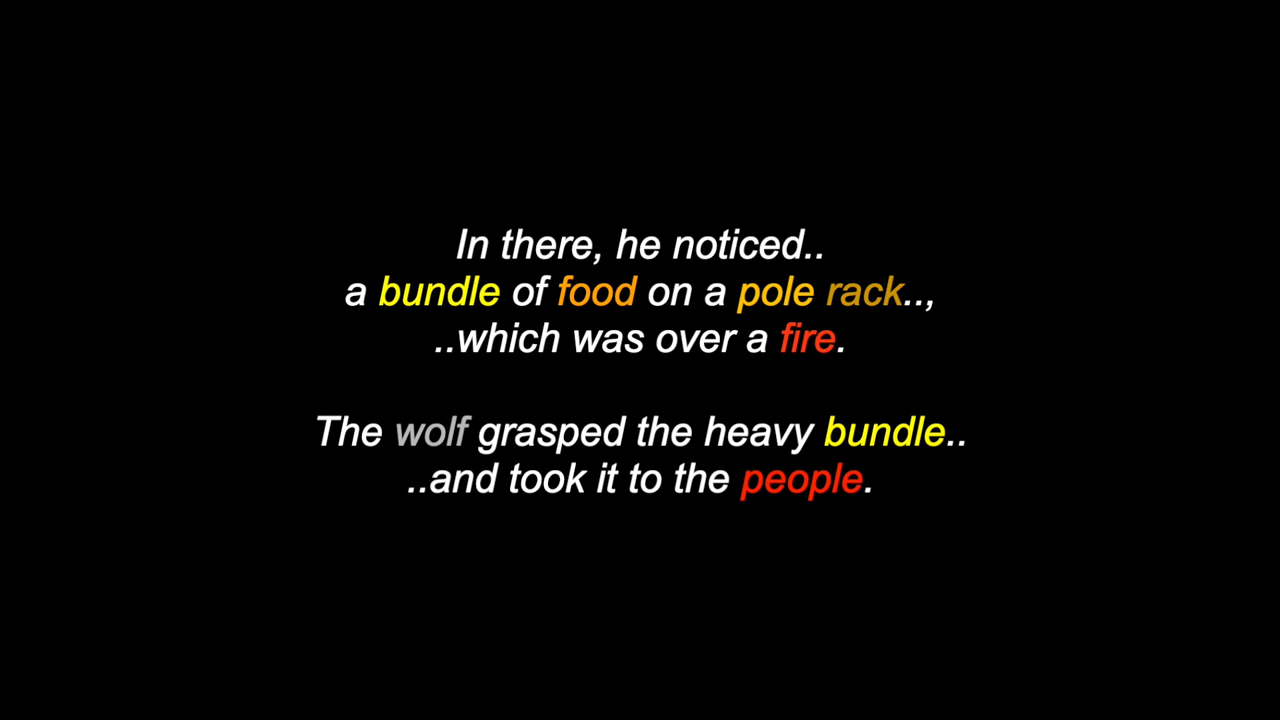 In there, he noticed..
a bundle of food on a pole rack..,
..which was over a fire.
The wolf grasped the heavy bundle..
..and took it to the people.